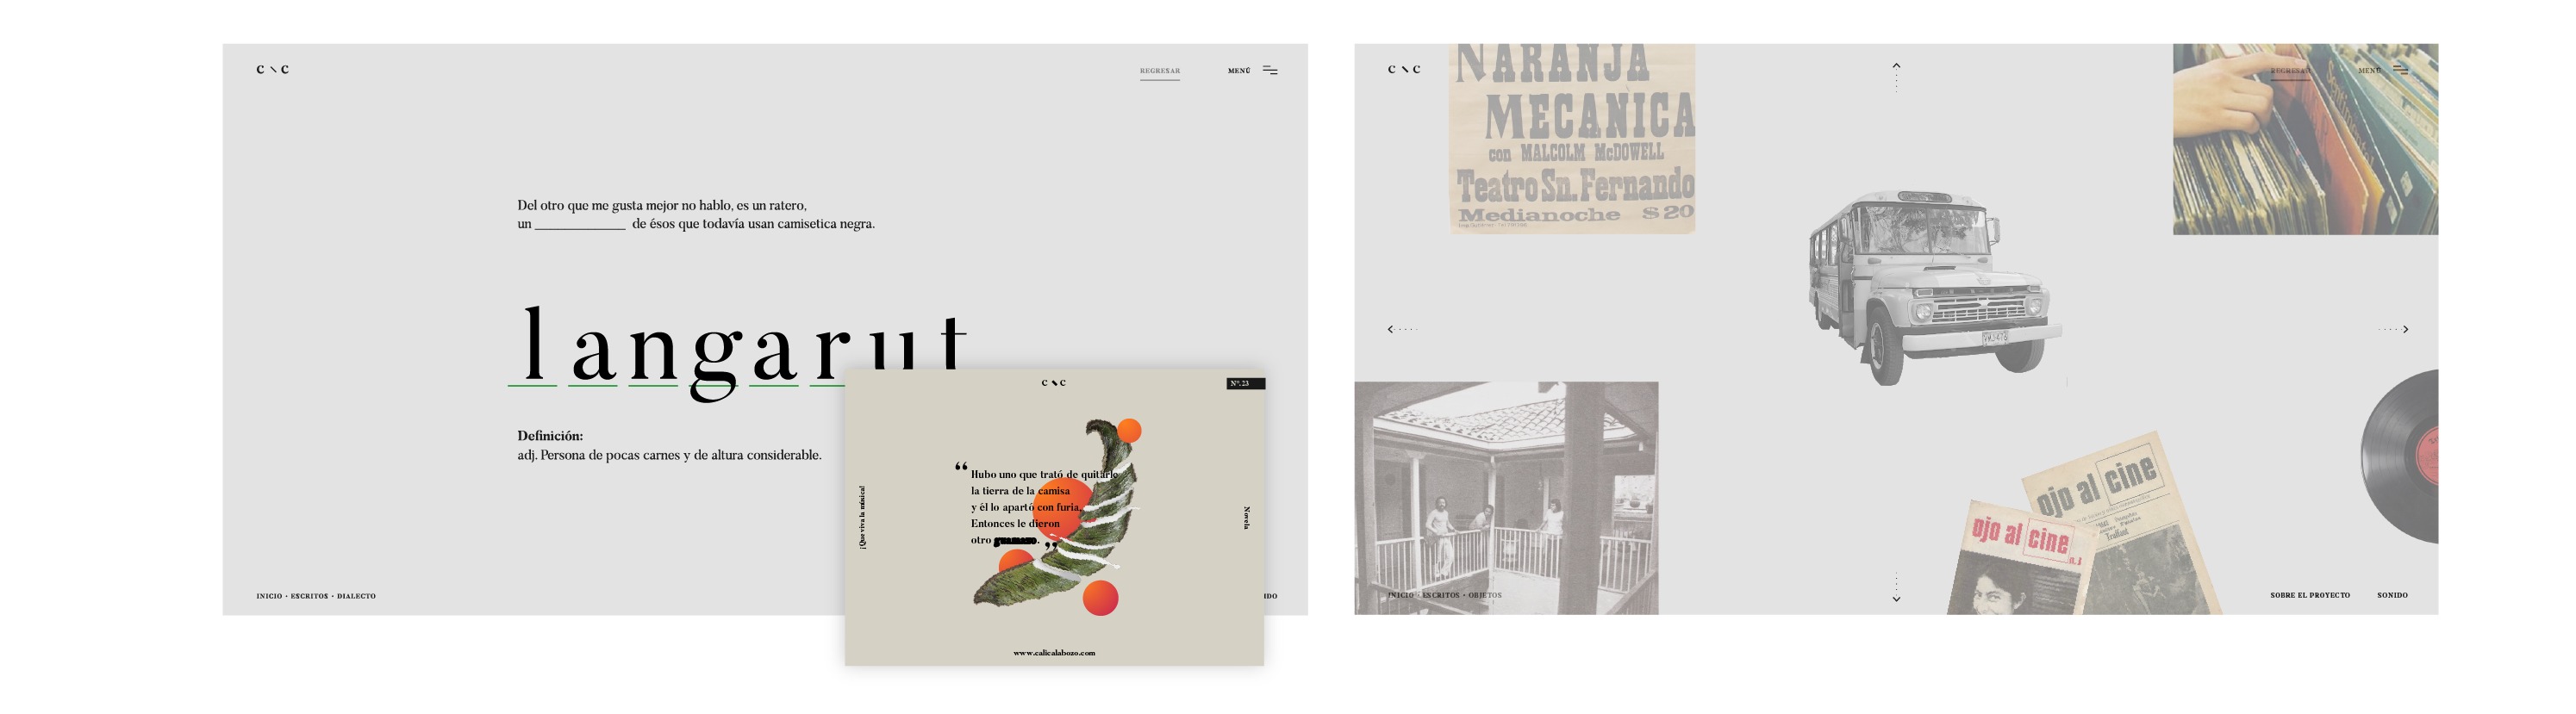 C \ C
REGRESAR
MENÚ
Del otro que me gusta mejor no hablo, es un ratero,
un ____________ de ésos que todavía usan camisetica negra.
langarut
Definición:
adj. Persona de pocas carnes y de altura considerable.
INICIO · ESCRITOS · DIALECTO
C \ C
Nº. 23
¡Que viva la música!
“ Hubo uno que trató de quitarle
la tierra de la camisa
y él lo apartó con furia.
Entonces le dieron
otro guamazo. ”
Novela
www.calicalabozo.com
C \ C
REGRESAR
MENÚ
NARANJA
MECANICA
con MALCOLM McDOWELL
Teatro Sn. Fernando
Medianoche $20
ojo al cine
Truffaut
ojo al cine
INICIO · ESCRITOS · OBJETOS
SOBRE EL PROYECTO
SONIDO